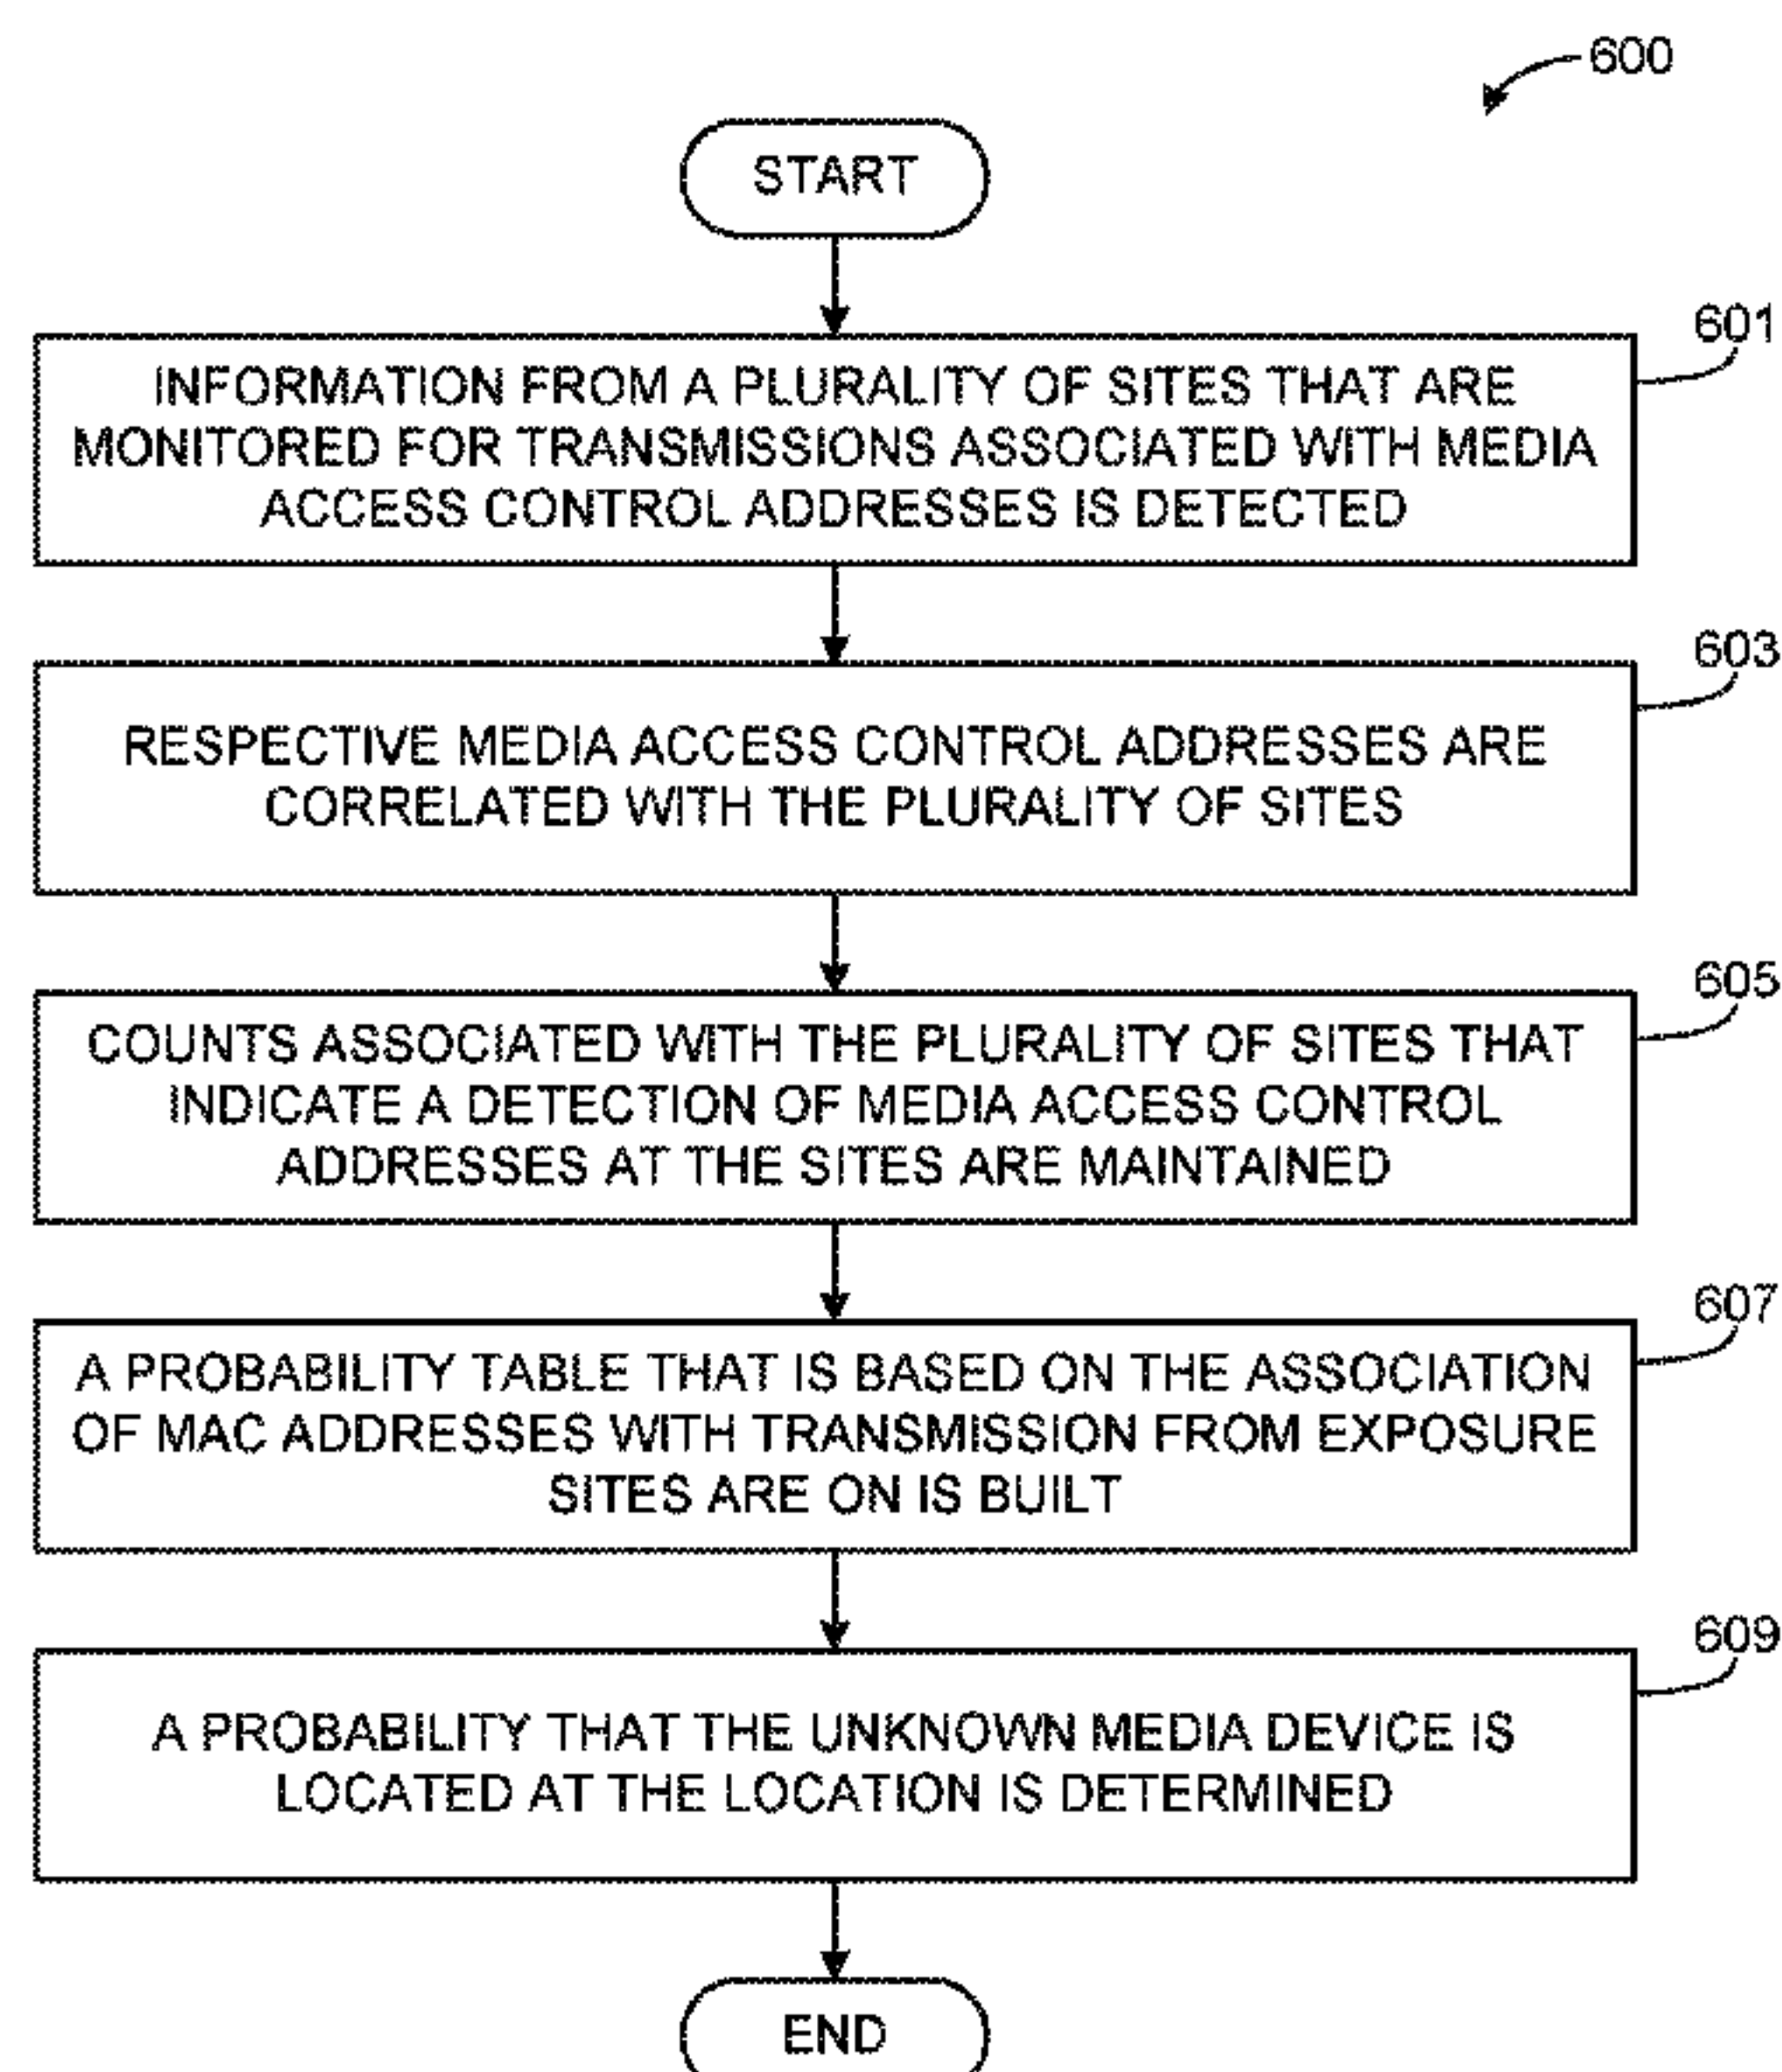 600
START
601
INFORMATION FROM A PLURALITY OF SITES THAT ARE
MONITORED FOR TRANSMISSIONS ASSOCIATED WITH MEDIA
ACCESS CONTROL ADDRESSES IS DETECTED
603
RESPECTIVE MEDIA ACCESS CONTROL ADDRESSES ARE
CORRELATED WITH THE PLURALITY OF SITES
605
COUNTS ASSOCIATED WITH THE PLURALITY OF SITES THAT
INDICATE A DETECTION OF MEDIA ACCESS CONTROL
ADDRESSES AT THE SITES ARE MAINTAINED
607
A PROBABILITY TABLE THAT IS BASED ON THE ASSOCIATION
OF MAC ADDRESSES WITH TRANSMISSION FROM EXPOSURE
SITES ARE ON IS BUILT
609
A PROBABILITY THAT THE UNKNOWN MEDIA DEVICE IS
LOCATED AT THE LOCATION IS DETERMINED
END